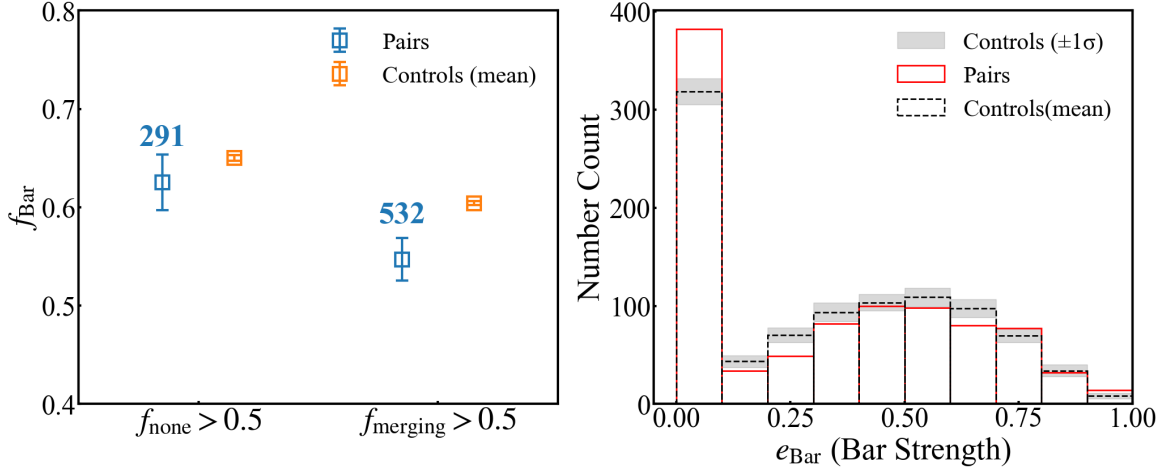 0.8
0.7
0.6
0.5
0.4
f_Bar
Pairs
Controls (mean)
291
532
f_none > 0.5
f_merging > 0.5
400
300
200
100
0
Number Count
Controls (±1σ)
Pairs
Controls(mean)
0.00
0.25
0.50
0.75
1.00
e_Bar (Bar Strength)